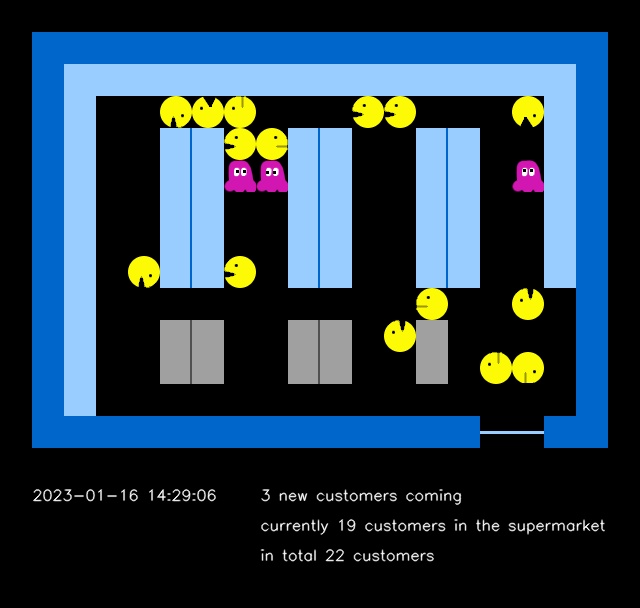 2023-01-16 14:29:06
3 new customers coming
currently 19 customers in the supermarket
in total 22 customers